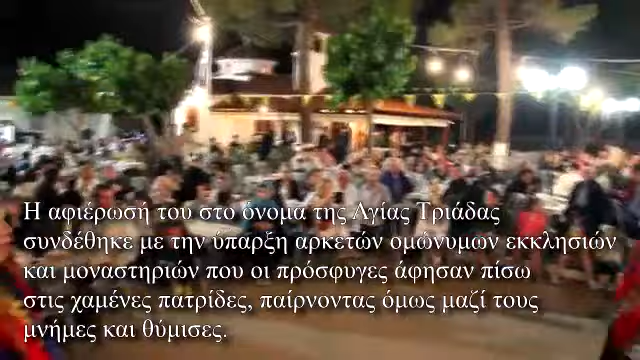 Η αφιέρωσή του στο όνομα της Αγίας Τριάδας
συνδέθηκε με την ύπαρξη αρκετών ομώνυμων εκκλησιών
και μοναστηριών που οι πρόσφυγες άφησαν πίσω
στις χαμένες πατρίδες, παίρνοντας όμως μαζί τους
μνήμες και θύμισες.